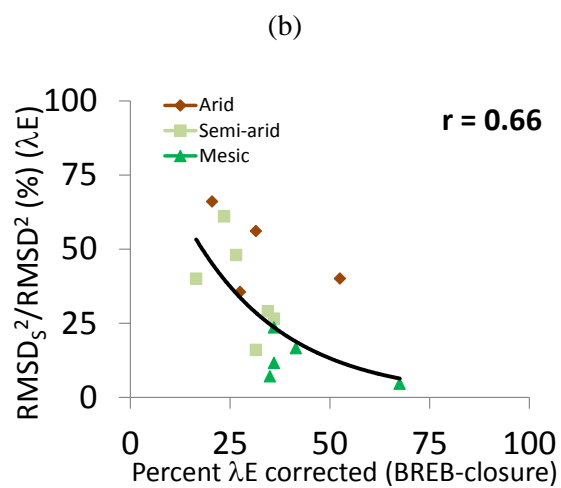 (b)
100
75
50
25
0
RMSD_S²/RMSD² (%) (λE)
Arid
Semi-arid
Mesic
r = 0.66
0 25 50 75 100
Percent λE corrected (BREB-closure)